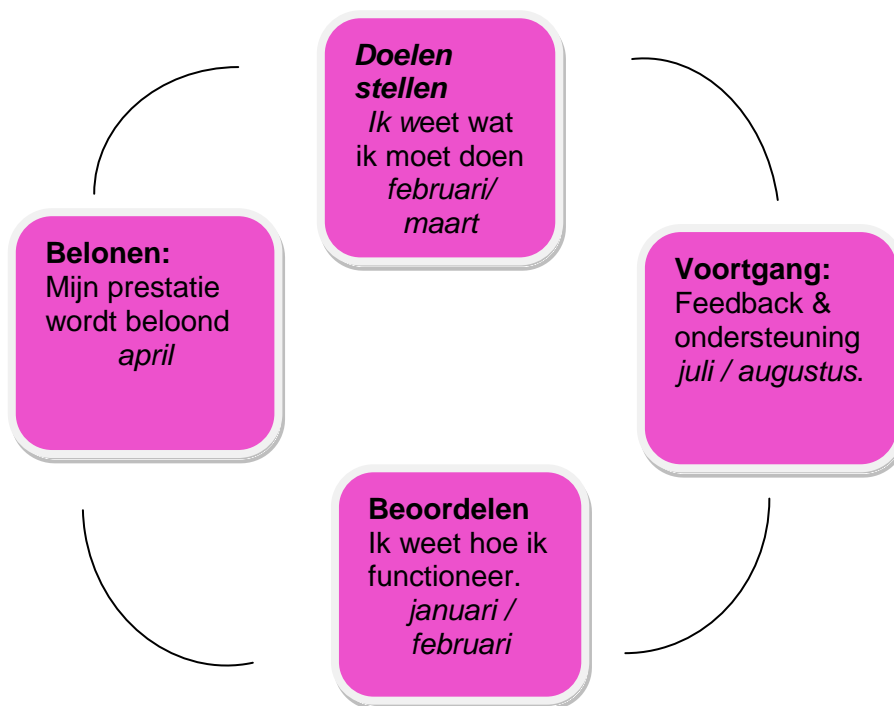 Doelen
stellen
Ik weet wat
ik moet doen
februari/
maart
Belonen:
Mijn prestatie
wordt beloond
april
Voortgang:
Feedback &
ondersteuning
juli / augustus.
Beoordelen
Ik weet hoe ik
functioneer.
januari /
februari